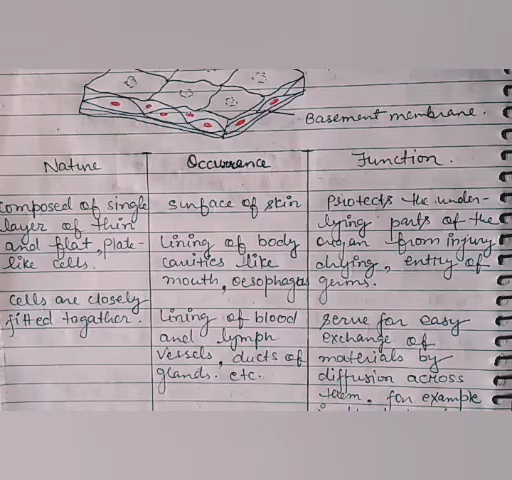 Basement membrane.
Nature
Occurrence
Function.
composed of single
layer of thin
and flat, Plate-
like cells.
cells are closely
fitted togather.
surface of skin
Lining of body
cavities like
mouth, oesophagus
Lining of blood
and lymph
vessels, ducts of
glands. etc.
Protects the under-
lying parts of the
organ from injury
drying, entry of
germs.
serve for easy
exchange of
materials by
diffusion across
them, for example